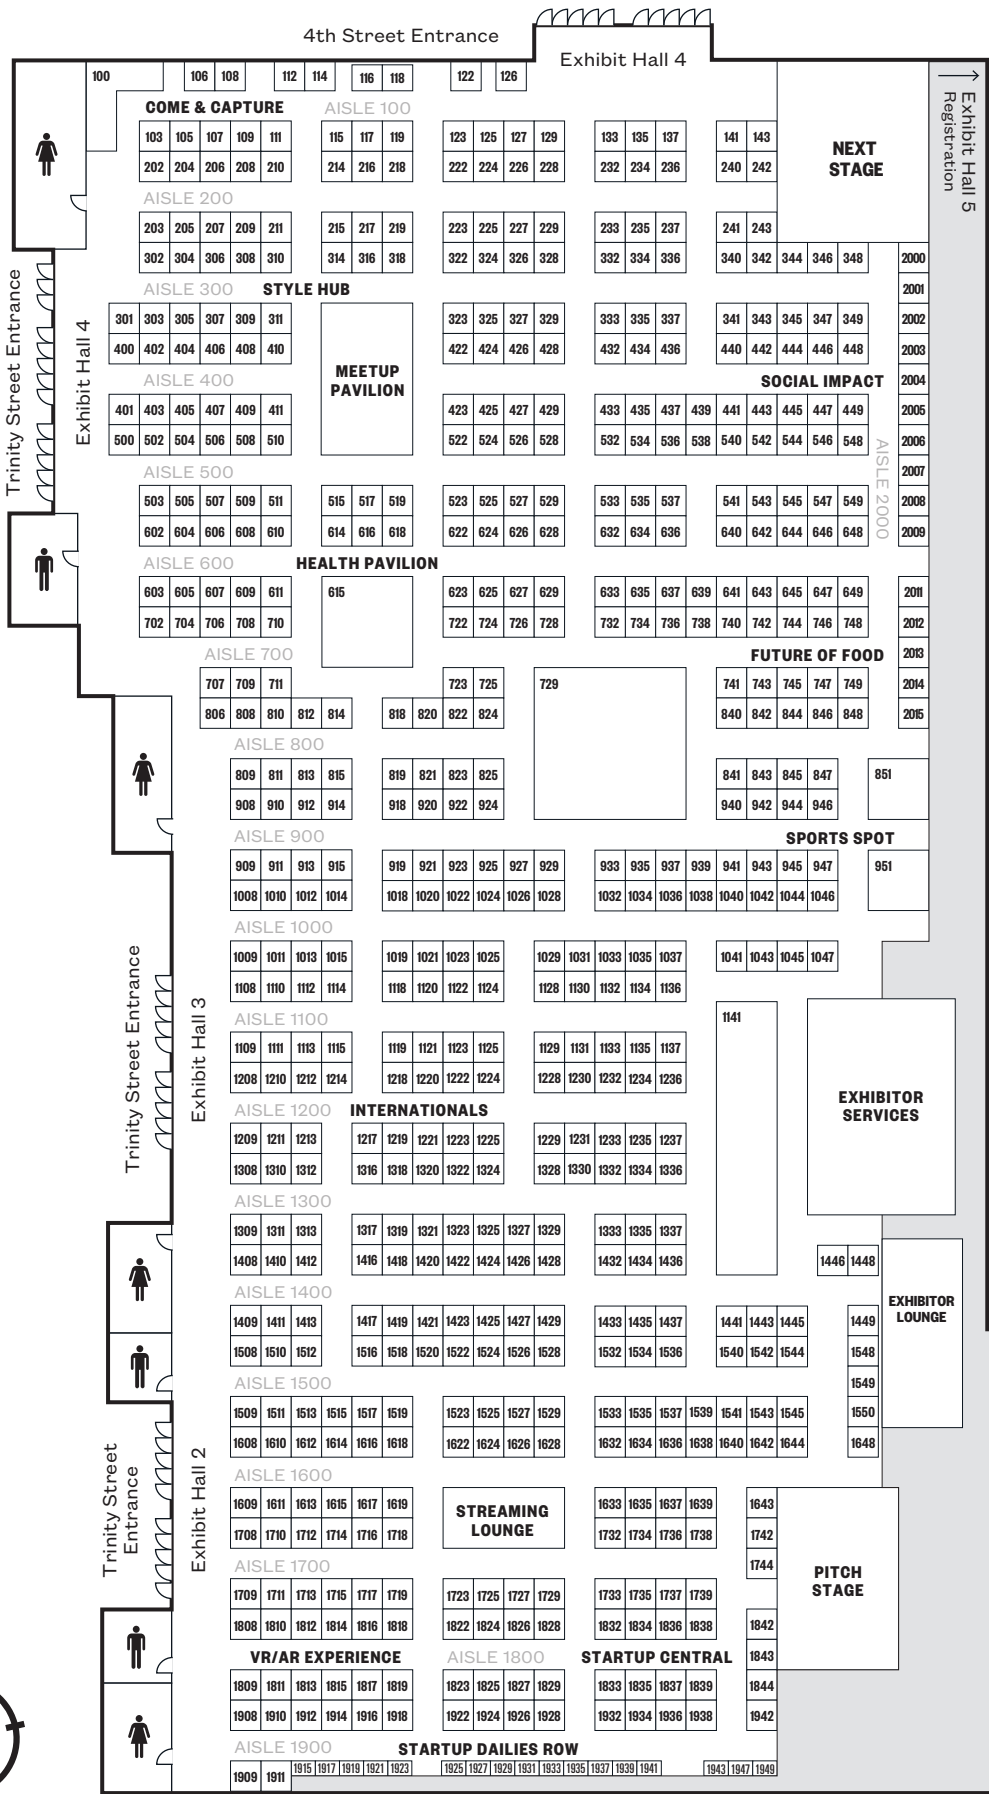 4th Street Entrance
Exhibit Hall 4
Exhibit Hall 5
Registration
100 106 108 112 114 116 118 122 126
COME & CAPTURE AISLE 100
103 105 107 109 111 115 117 119 123 125 127 129 133 135 137 141 143
NEXT
STAGE
202 204 206 208 210 214 216 218 222 224 226 228 232 234 236 240 242
AISLE 200
203 205 207 209 211 215 217 219 223 225 227 229 233 235 237 241 243
302 304 306 308 310 314 316 318 322 324 326 328 332 334 336 340 342 344 346 348 2000
AISLE 300 STYLE HUB 2001
Trinity Street Entrance
Exhibit Hall 4
301 303 305 307 309 311 323 325 327 329 333 335 337 341 343 345 347 349 2002
400 402 404 406 408 410 422 424 426 428 432 434 436 440 442 444 446 448 2003
MEETUP
PAVILION
AISLE 400 SOCIAL IMPACT 2004
401 403 405 407 409 411 423 425 427 429 433 435 437 439 441 443 445 447 449 2005
500 502 504 506 508 510 522 524 526 528 532 534 536 538 540 542 544 546 548 2006
AISLE 2000
AISLE 500 2007
503 505 507 509 511 515 517 519 523 525 527 529 533 535 537 541 543 545 547 549 2008
602 604 606 608 610 614 616 618 622 624 626 628 632 634 636 640 642 644 646 648 2009
AISLE 600 HEALTH PAVILION
603 605 607 609 611 615 623 625 627 629 633 635 637 639 641 643 645 647 649 2011
702 704 706 708 710 722 724 726 728 732 734 736 738 740 742 744 746 748 2012
AISLE 700 FUTURE OF FOOD 2013
707 709 711 723 725 729 741 743 745 747 749 2014
806 808 810 812 814 818 820 822 824 840 842 844 846 848 2015
AISLE 800
809 811 813 815 819 821 823 825 841 843 845 847 851
908 910 912 914 918 920 922 924 940 942 944 946
AISLE 900 SPORTS SPOT
909 911 913 915 919 921 923 925 927 929 933 935 937 939 941 943 945 947 951
1008 1010 1012 1014 1018 1020 1022 1024 1026 1028 1032 1034 1036 1038 1040 1042 1044 1046
AISLE 1000
Trinity Street Entrance
Exhibit Hall 3
1009 1011 1013 1015 1019 1021 1023 1025 1029 1031 1033 1035 1037 1041 1043 1045 1047
1108 1110 1112 1114 1118 1120 1122 1124 1128 1130 1132 1134 1136
AISLE 1100 1141
1109 1111 1113 1115 1119 1121 1123 1125 1129 1131 1133 1135 1137
1208 1210 1212 1214 1218 1220 1222 1224 1228 1230 1232 1234 1236
EXHIBITOR
SERVICES
AISLE 1200 INTERNATIONALS
1209 1211 1213 1217 1219 1221 1223 1225 1229 1231 1233 1235 1237
1308 1310 1312 1316 1318 1320 1322 1324 1328 1330 1332 1334 1336
AISLE 1300
1309 1311 1313 1317 1319 1321 1323 1325 1327 1329 1333 1335 1337
1408 1410 1412 1416 1418 1420 1422 1424 1426 1428 1432 1434 1436 1446 1448
AISLE 1400
EXHIBITOR
LOUNGE
1409 1411 1413 1417 1419 1421 1423 1425 1427 1429 1433 1435 1437 1441 1443 1445 1449
1508 1510 1512 1516 1518 1520 1522 1524 1526 1528 1532 1534 1536 1540 1542 1544 1548
AISLE 1500 1549
1509 1511 1513 1515 1517 1519 1523 1525 1527 1529 1533 1535 1537 1539 1541 1543 1545 1550
1608 1610 1612 1614 1616 1618 1622 1624 1626 1628 1632 1634 1636 1638 1640 1642 1644 1648
Trinity Street
Entrance
Exhibit Hall 2
AISLE 1600
1609 1611 1613 1615 1617 1619 1633 1635 1637 1639 1643
STREAMING
LOUNGE
1708 1710 1712 1714 1716 1718 1732 1734 1736 1738 1742
AISLE 1700 1744
PITCH
STAGE
1709 1711 1713 1715 1717 1719 1723 1725 1727 1729 1733 1735 1737 1739
1808 1810 1812 1814 1816 1818 1822 1824 1826 1828 1832 1834 1836 1838 1842
VR/AR EXPERIENCE AISLE 1800 STARTUP CENTRAL 1843
1809 1811 1813 1815 1817 1819 1823 1825 1827 1829 1833 1835 1837 1839 1844
1908 1910 1912 1914 1916 1918 1922 1924 1926 1928 1932 1934 1936 1938 1942
AISLE 1900 STARTUP DAILIES ROW
1909 1911 1915 1917 1919 1921 1923 1925 1927 1929 1931 1933 1935 1937 1939 1941 1943 1947 1949